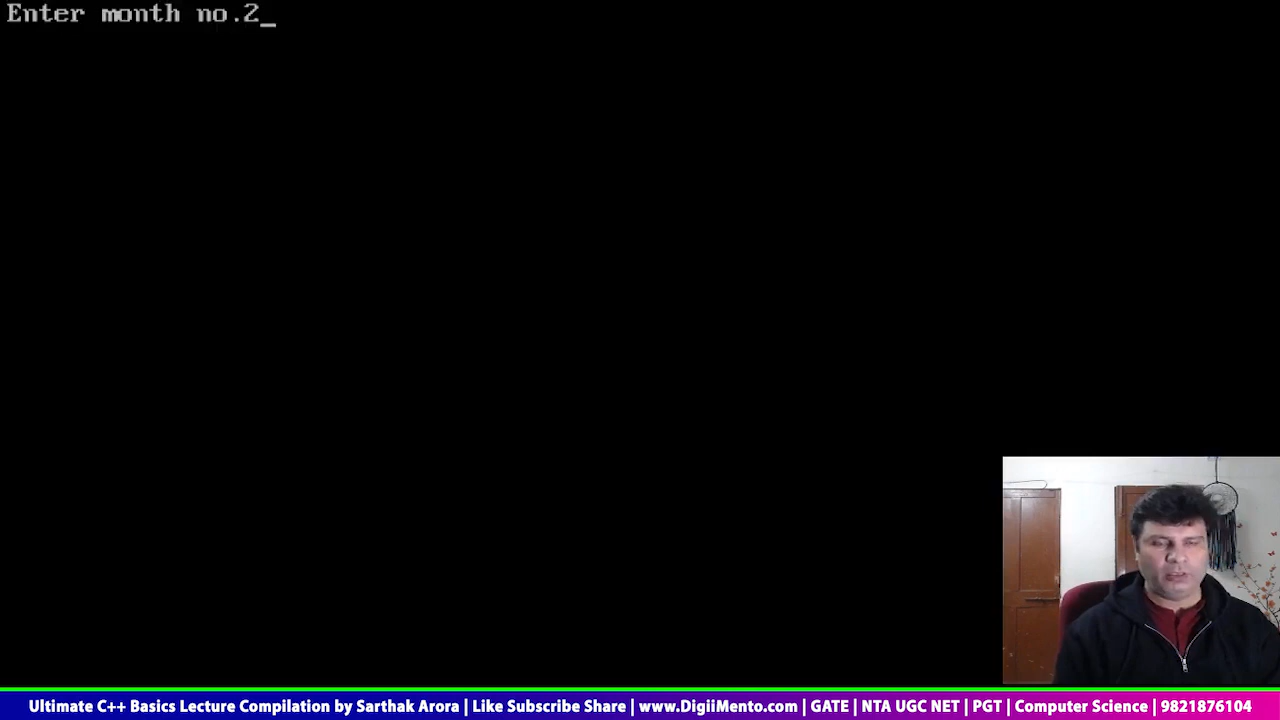 Enter month no.2_
Ultimate C++ Basics Lecture Compilation by Sarthak Arora | Like Subscribe Share | www.DigiiMento.com | GATE | NTA UGC NET | PGT | Computer Science | 9821876104